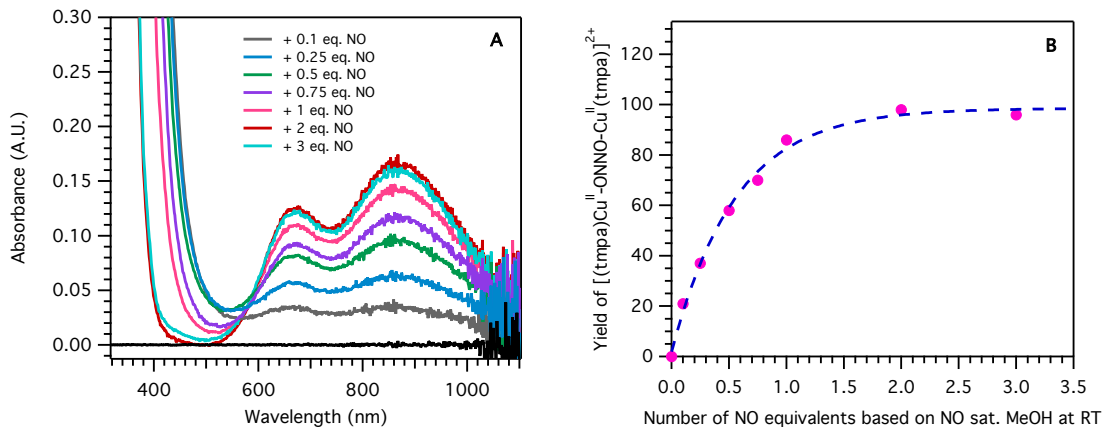 0.30
0.25
0.20
0.15
0.10
0.05
0.00
Absorbance (A.U.)
A
+ 0.1 eq. NO
+ 0.25 eq. NO
+ 0.5 eq. NO
+ 0.75 eq. NO
+ 1 eq. NO
+ 2 eq. NO
+ 3 eq. NO
400 600 800 1000
Wavelength (nm)
B
120
100
80
60
40
20
0
Yield of [(tmpa)Cuᴵᴵ-ONNO-Cuᴵᴵ(tmpa)]²⁺
0.0 0.5 1.0 1.5 2.0 2.5 3.0 3.5
Number of NO equivalents based on NO sat. MeOH at RT